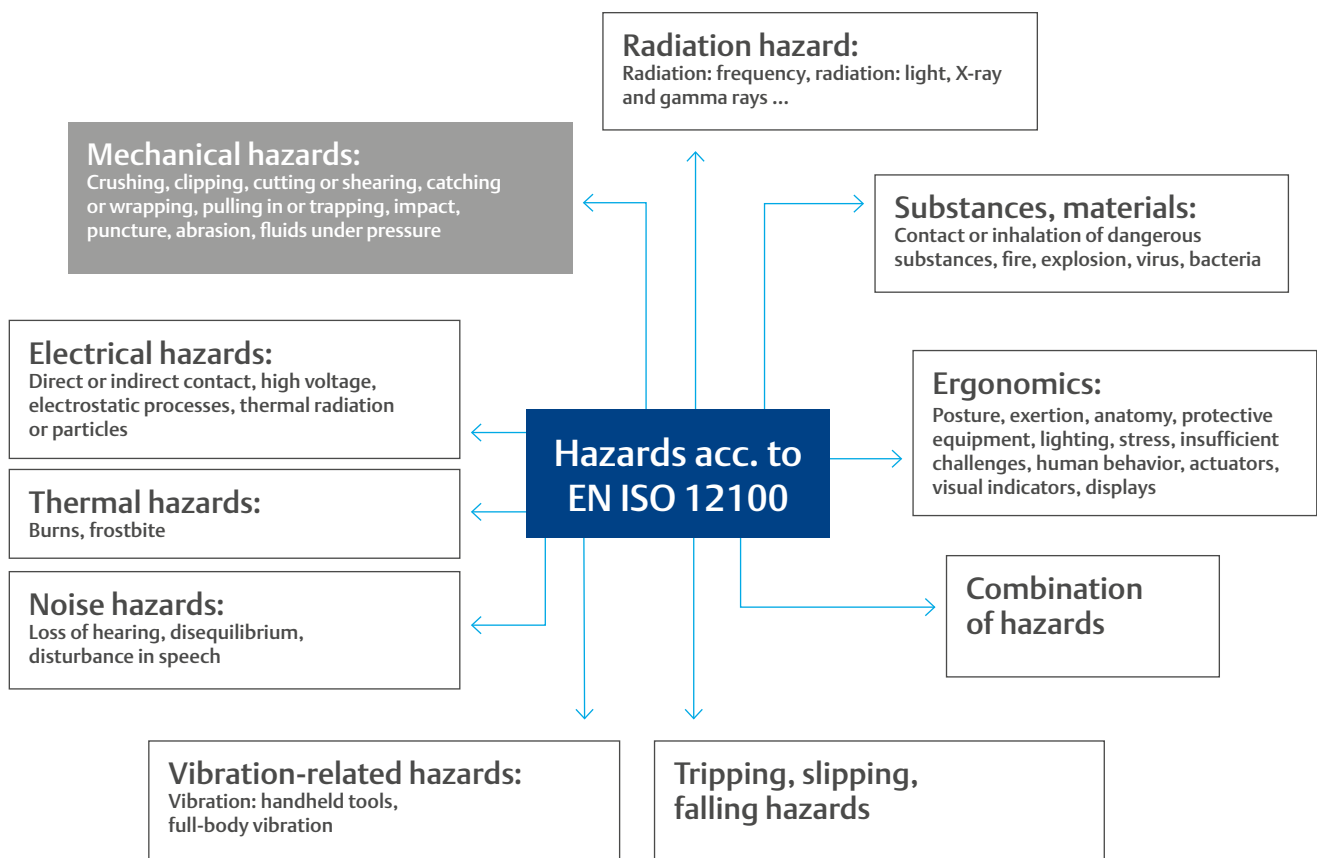 Radiation hazard:
Radiation: frequency, radiation: light, X-ray
and gamma rays ...
Mechanical hazards:
Crushing, clipping, cutting or shearing, catching
or wrapping, pulling in or trapping, impact,
puncture, abrasion, fluids under pressure
Substances, materials:
Contact or inhalation of dangerous
substances, fire, explosion, virus, bacteria
Electrical hazards:
Direct or indirect contact, high voltage,
electrostatic processes, thermal radiation
or particles
Ergonomics:
Posture, exertion, anatomy, protective
equipment, lighting, stress, insufficient
challenges, human behavior, actuators,
visual indicators, displays
Hazards acc. to
EN ISO 12100
Thermal hazards:
Burns, frostbite
Noise hazards:
Loss of hearing, disequilibrium,
disturbance in speech
Combination
of hazards
Vibration-related hazards:
Vibration: handheld tools,
full-body vibration
Tripping, slipping,
falling hazards